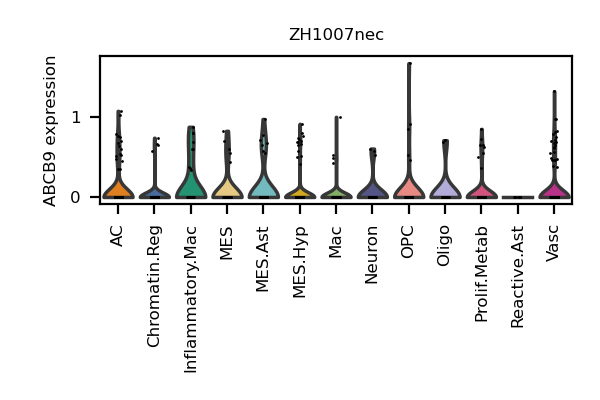 ZH1007nec
ABCB9 expression
1
0
AC
Chromatin.Reg
Inflammatory.Mac
MES
MES.Ast
MES.Hyp
Mac
Neuron
OPC
Oligo
Prolif.Metab
Reactive.Ast
Vasc